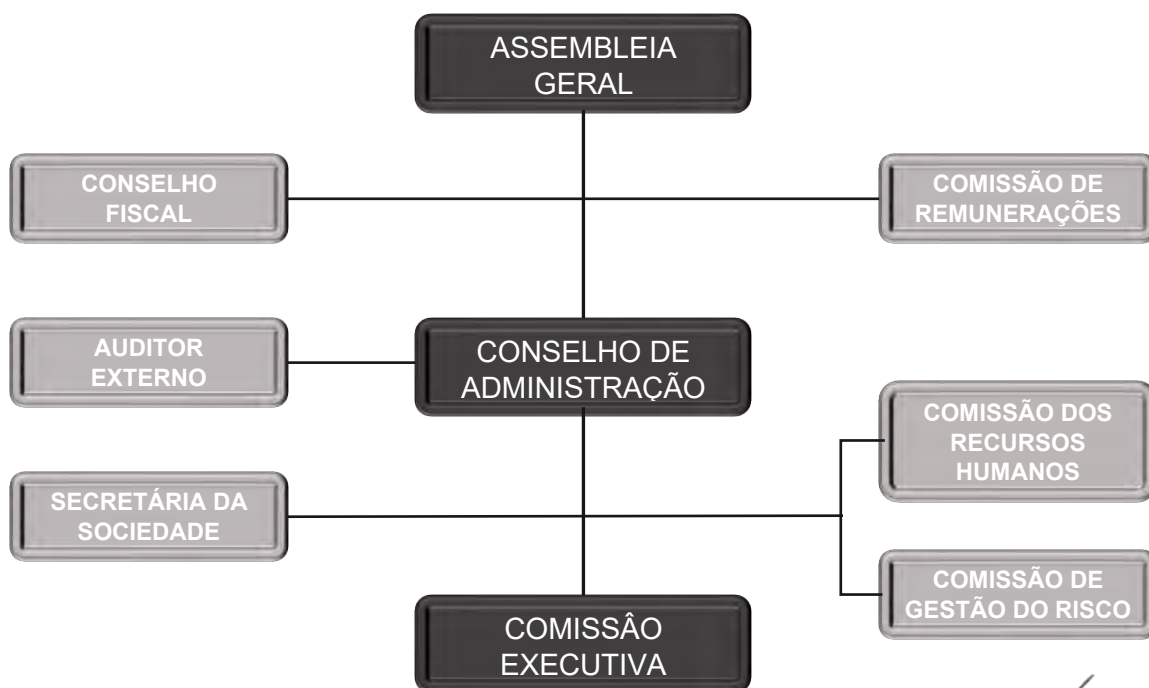 ASSEMBLEIA
GERAL
CONSELHO
FISCAL
COMISSÃO DE
REMUNERAÇÕES
AUDITOR
EXTERNO
CONSELHO DE
ADMINISTRAÇÃO
COMISSÃO DOS
RECURSOS
HUMANOS
SECRETÁRIA DA
SOCIEDADE
COMISSÃO DE
GESTÃO DO RISCO
COMISSÂO
EXECUTIVA